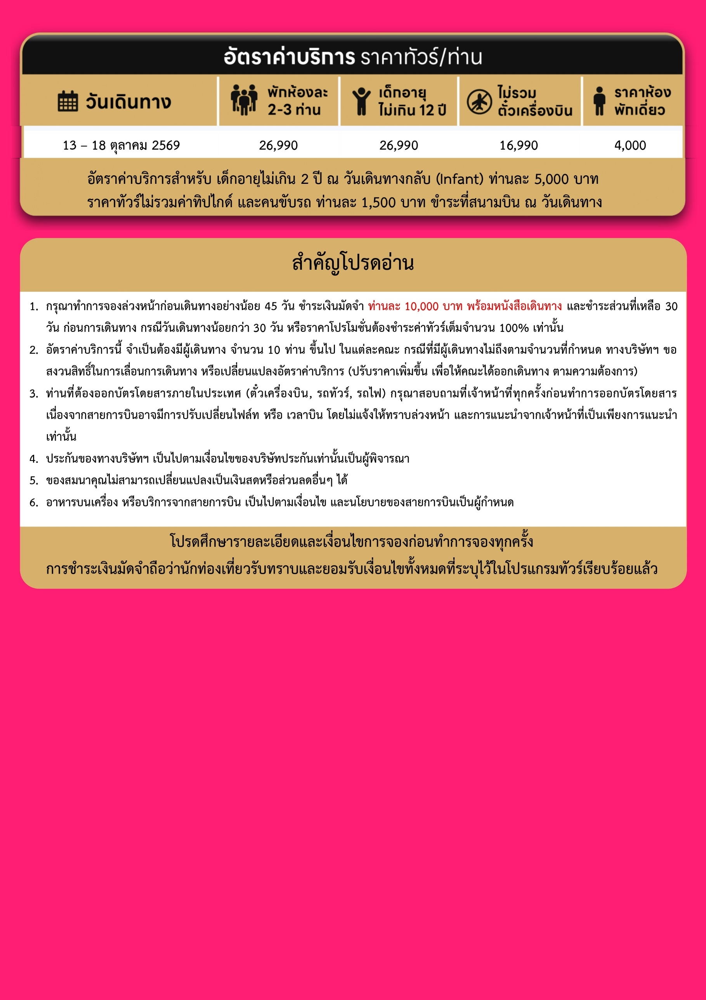 อัตราค่าบริการ ราคาทัวร์/ท่าน
วันเดินทาง
พักห้องละ
2-3 ท่าน
เด็กอายุ
ไม่เกิน 12 ปี
ไม่รวม
ตั๋วเครื่องบิน
ราคาห้อง
พักเดี่ยว
13 – 18 ตุลาคม 2569 26,990 26,990 16,990 4,000
อัตราค่าบริการสำหรับ เด็กอายุไม่เกิน 2 ปี ณ วันเดินทางกลับ (Infant) ท่านละ 5,000 บาท
ราคาทัวร์ไม่รวมค่าทิปไกด์ และคนขับรถ ท่านละ 1,500 บาท ชำระที่สนามบิน ณ วันเดินทาง
สำคัญโปรดอ่าน
1. กรุณาทำการจองล่วงหน้าก่อนเดินทางอย่างน้อย 45 วัน ชำระเงินมัดจำ ท่านละ 10,000 บาท พร้อมหนังสือเดินทาง และชำระส่วนที่เหลือ 30
วัน ก่อนการเดินทาง กรณีวันเดินทางน้อยกว่า 30 วัน หรือราคาโปรโมชั่นต้องชำระค่าทัวร์เต็มจำนวน 100% เท่านั้น
2. อัตราค่าบริการนี้ จำเป็นต้องมีผู้เดินทาง จำนวน 10 ท่าน ขึ้นไป ในแต่ละคณะ กรณีที่มีผู้เดินทางไม่ถึงตามจำนวนที่กำหนด ทางบริษัทฯ ขอ
สงวนสิทธิ์ในการเลื่อนการเดินทาง หรือเปลี่ยนแปลงอัตราค่าบริการ (ปรับราคาเพิ่มขึ้น เพื่อให้คณะได้ออกเดินทาง ตามความต้องการ)
3. ท่านที่ต้องออกบัตรโดยสารภายในประเทศ (ตั๋วเครื่องบิน, รถทัวร์, รถไฟ) กรุณาสอบถามที่เจ้าหน้าที่ทุกครั้งก่อนทำการออกบัตรโดยสาร
เนื่องจากสายการบินอาจมีการปรับเปลี่ยนไฟล์ท หรือ เวลาบิน โดยไม่แจ้งให้ทราบล่วงหน้า และการแนะนำจากเจ้าหน้าที่เป็นเพียงการแนะนำ
เท่านั้น
4. ประกันของทางบริษัทฯ เป็นไปตามเงื่อนไขของบริษัทประกันเท่านั้นเป็นผู้พิจารณา
5. ของสมนาคุณไม่สามารถเปลี่ยนแปลงเป็นเงินสดหรือส่วนลดอื่นๆ ได้
6. อาหารบนเครื่อง หรือบริการจากสายการบิน เป็นไปตามเงื่อนไข และนโยบายของสายการบินเป็นผู้กำหนด
โปรดศึกษารายละเอียดและเงื่อนไขการจองก่อนทำการจองทุกครั้ง
การชำระเงินมัดจำถือว่านักท่องเที่ยวรับทราบและยอมรับเงื่อนไขทั้งหมดที่ระบุไว้ในโปรแกรมทัวร์เรียบร้อยแล้ว